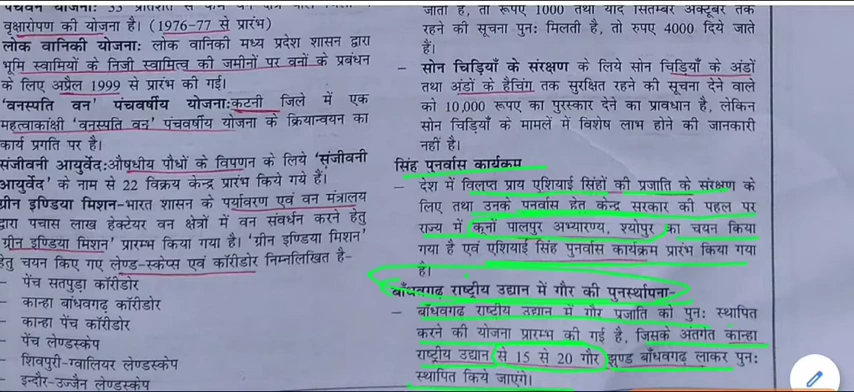 पंचवन योजना: 33 प्रतिशत से कम वन
वृक्षारोपण की योजना है। (1976-77 से प्रारंभ)
लोक वानिकी योजना: लोक वानिकी मध्य प्रदेश शासन द्वारा
भूमि स्वामियों के निजी स्वामित्व की जमीनों पर वनों के प्रबंधन
के लिए अप्रैल 1999 से प्रारंभ की गई।
'वनस्पति वन' पंचवर्षीय योजना:कटनी जिले में एक
महत्वाकांक्षी 'वनस्पति वन' पंचवर्षीय योजना के क्रियान्वयन का
कार्य प्रगति पर है।
संजीवनी आयुर्वेद:औषधीय पौधों के विपणन के लिये 'संजीवनी
आयुर्वेद' के नाम से 22 विक्रय केन्द्र प्रारंभ किये गये हैं।
ग्रीन इण्डिया मिशन-भारत शासन के पर्यावरण एवं वन मंत्रालय
द्वारा पचास लाख हेक्टेयर वन क्षेत्रों में वन संवर्धन करने हेतु
ग्रीन इण्डिया मिशन' प्रारम्भ किया गया है। 'ग्रीन इण्डिया मिशन'
हेतु चयन किए गए लेण्ड-स्केप्स एवं कॉरीडोर निम्नलिखित है-
– पेंच सतपुड़ा कॉरीडोर
– कान्हा बाँधवगढ़ कॉरीडोर
– कान्हा पेंच कॉरीडोर
– पेंच लेण्डस्केप
– शिवपुरी-ग्वालियर लेण्डस्केप
– इन्दौर-उज्जैन लेण्डस्केप
जाता है, तो रूपए 1000 तथा यदि सितम्बर अक्टूबर तक
रहने की सूचना पुन: मिलती है, तो रुपए 4000 दिये जाते
हैं।
– सोन चिड़ियाँ के संरक्षण के लिये सोन चिड़ियाँ के अंडों
तथा अंडों के हैचिंग तक सुरक्षित रहने की सूचना देने वाले
को 10,000 रूपए का पुरस्कार देने का प्रावधान है, लेकिन
सोन चिड़ियाँ के मामलें में विशेष लाभ होने की जानकारी
नहीं है।
सिंह पुनर्वास कार्यक्रम
– देश में विलुप्त प्राय एशियाई सिंहों की प्रजाति के संरक्षण के
लिए तथा उनके पुनर्वास हेतु केन्द्र सरकार की पहल पर
राज्य में कूनो पालपुर अभ्यारण्य, श्योपुर का चयन किया
गया है एवं एशियाई सिंह पुनर्वास कार्यक्रम प्रारंभ किया गया
है।
बाँधवगढ़ राष्ट्रीय उद्यान में गौर की पुनर्स्थापना-
– बाँधवगढ़ राष्ट्रीय उद्यान में गौर प्रजाति को पुन: स्थापित
करने की योजना प्रारम्भ की गई है, जिसके अंतर्गत कान्हा
राष्ट्रीय उद्यान से 15 से 20 गौर झुण्ड बाँधवगढ़ लाकर पुन:
स्थापित किये जाएंगे।